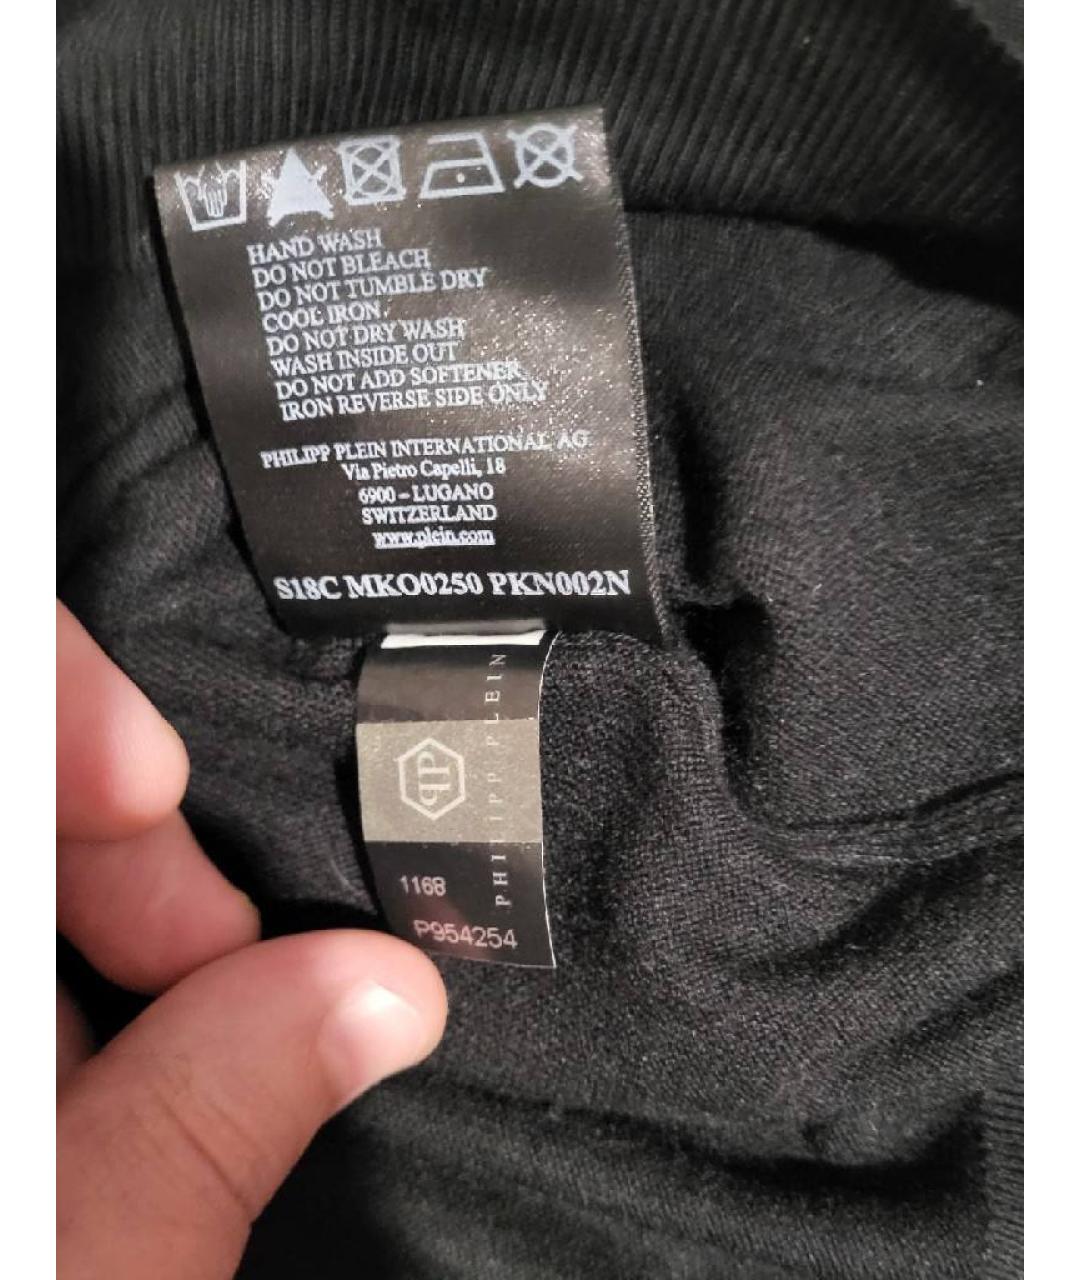 HAND WASH
DO NOT BLEACH
DO NOT TUMBLE DRY
COOL IRON
DO NOT DRY WASH
WASH INSIDE OUT
DO NOT ADD SOFTENER
IRON REVERSE SIDE ONLY
PHILIPP PLEIN INTERNATIONAL AG
Via Pietro Capelli, 18
6900 - LUGANO
SWITZERLAND
www.plein.com
S18C MKO0250 PKN002N
PHILIPP PLEIN
PP
1168
P954254